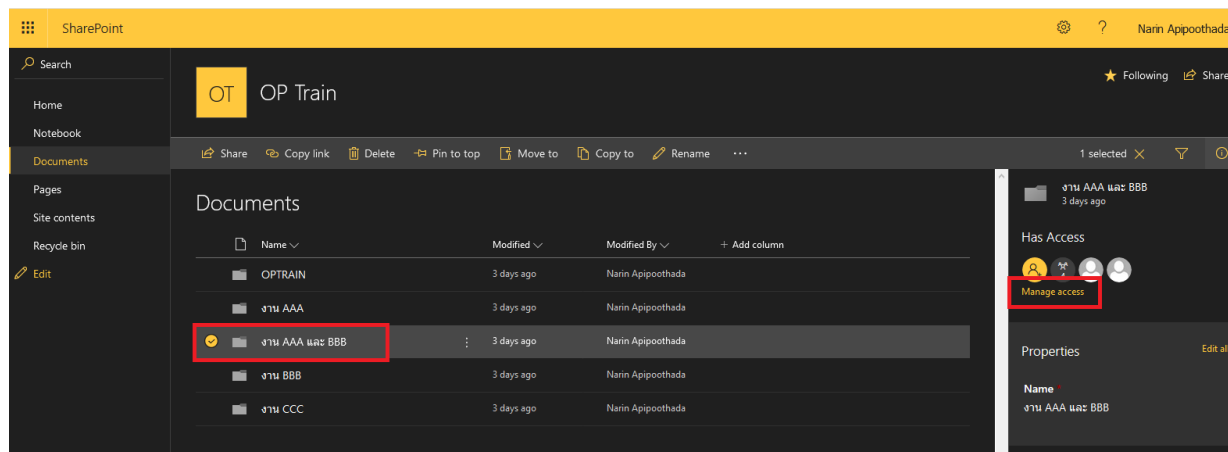 SharePoint
?
Narin Apipoothada
Search
Home
Notebook
Documents
Pages
Site contents
Recycle bin
Edit
OT
OP Train
Following
Share
Share
Copy link
Delete
Pin to top
Move to
Copy to
Rename
...
1 selected
Documents
Name
Modified
Modified By
+ Add column
OPTRAIN
3 days ago
Narin Apipoothada
งาน AAA
3 days ago
Narin Apipoothada
งาน AAA และ BBB
3 days ago
Narin Apipoothada
งาน BBB
3 days ago
Narin Apipoothada
งาน CCC
3 days ago
Narin Apipoothada
งาน AAA และ BBB
3 days ago
Has Access
4
Manage access
Properties
Edit all
Name *
งาน AAA และ BBB